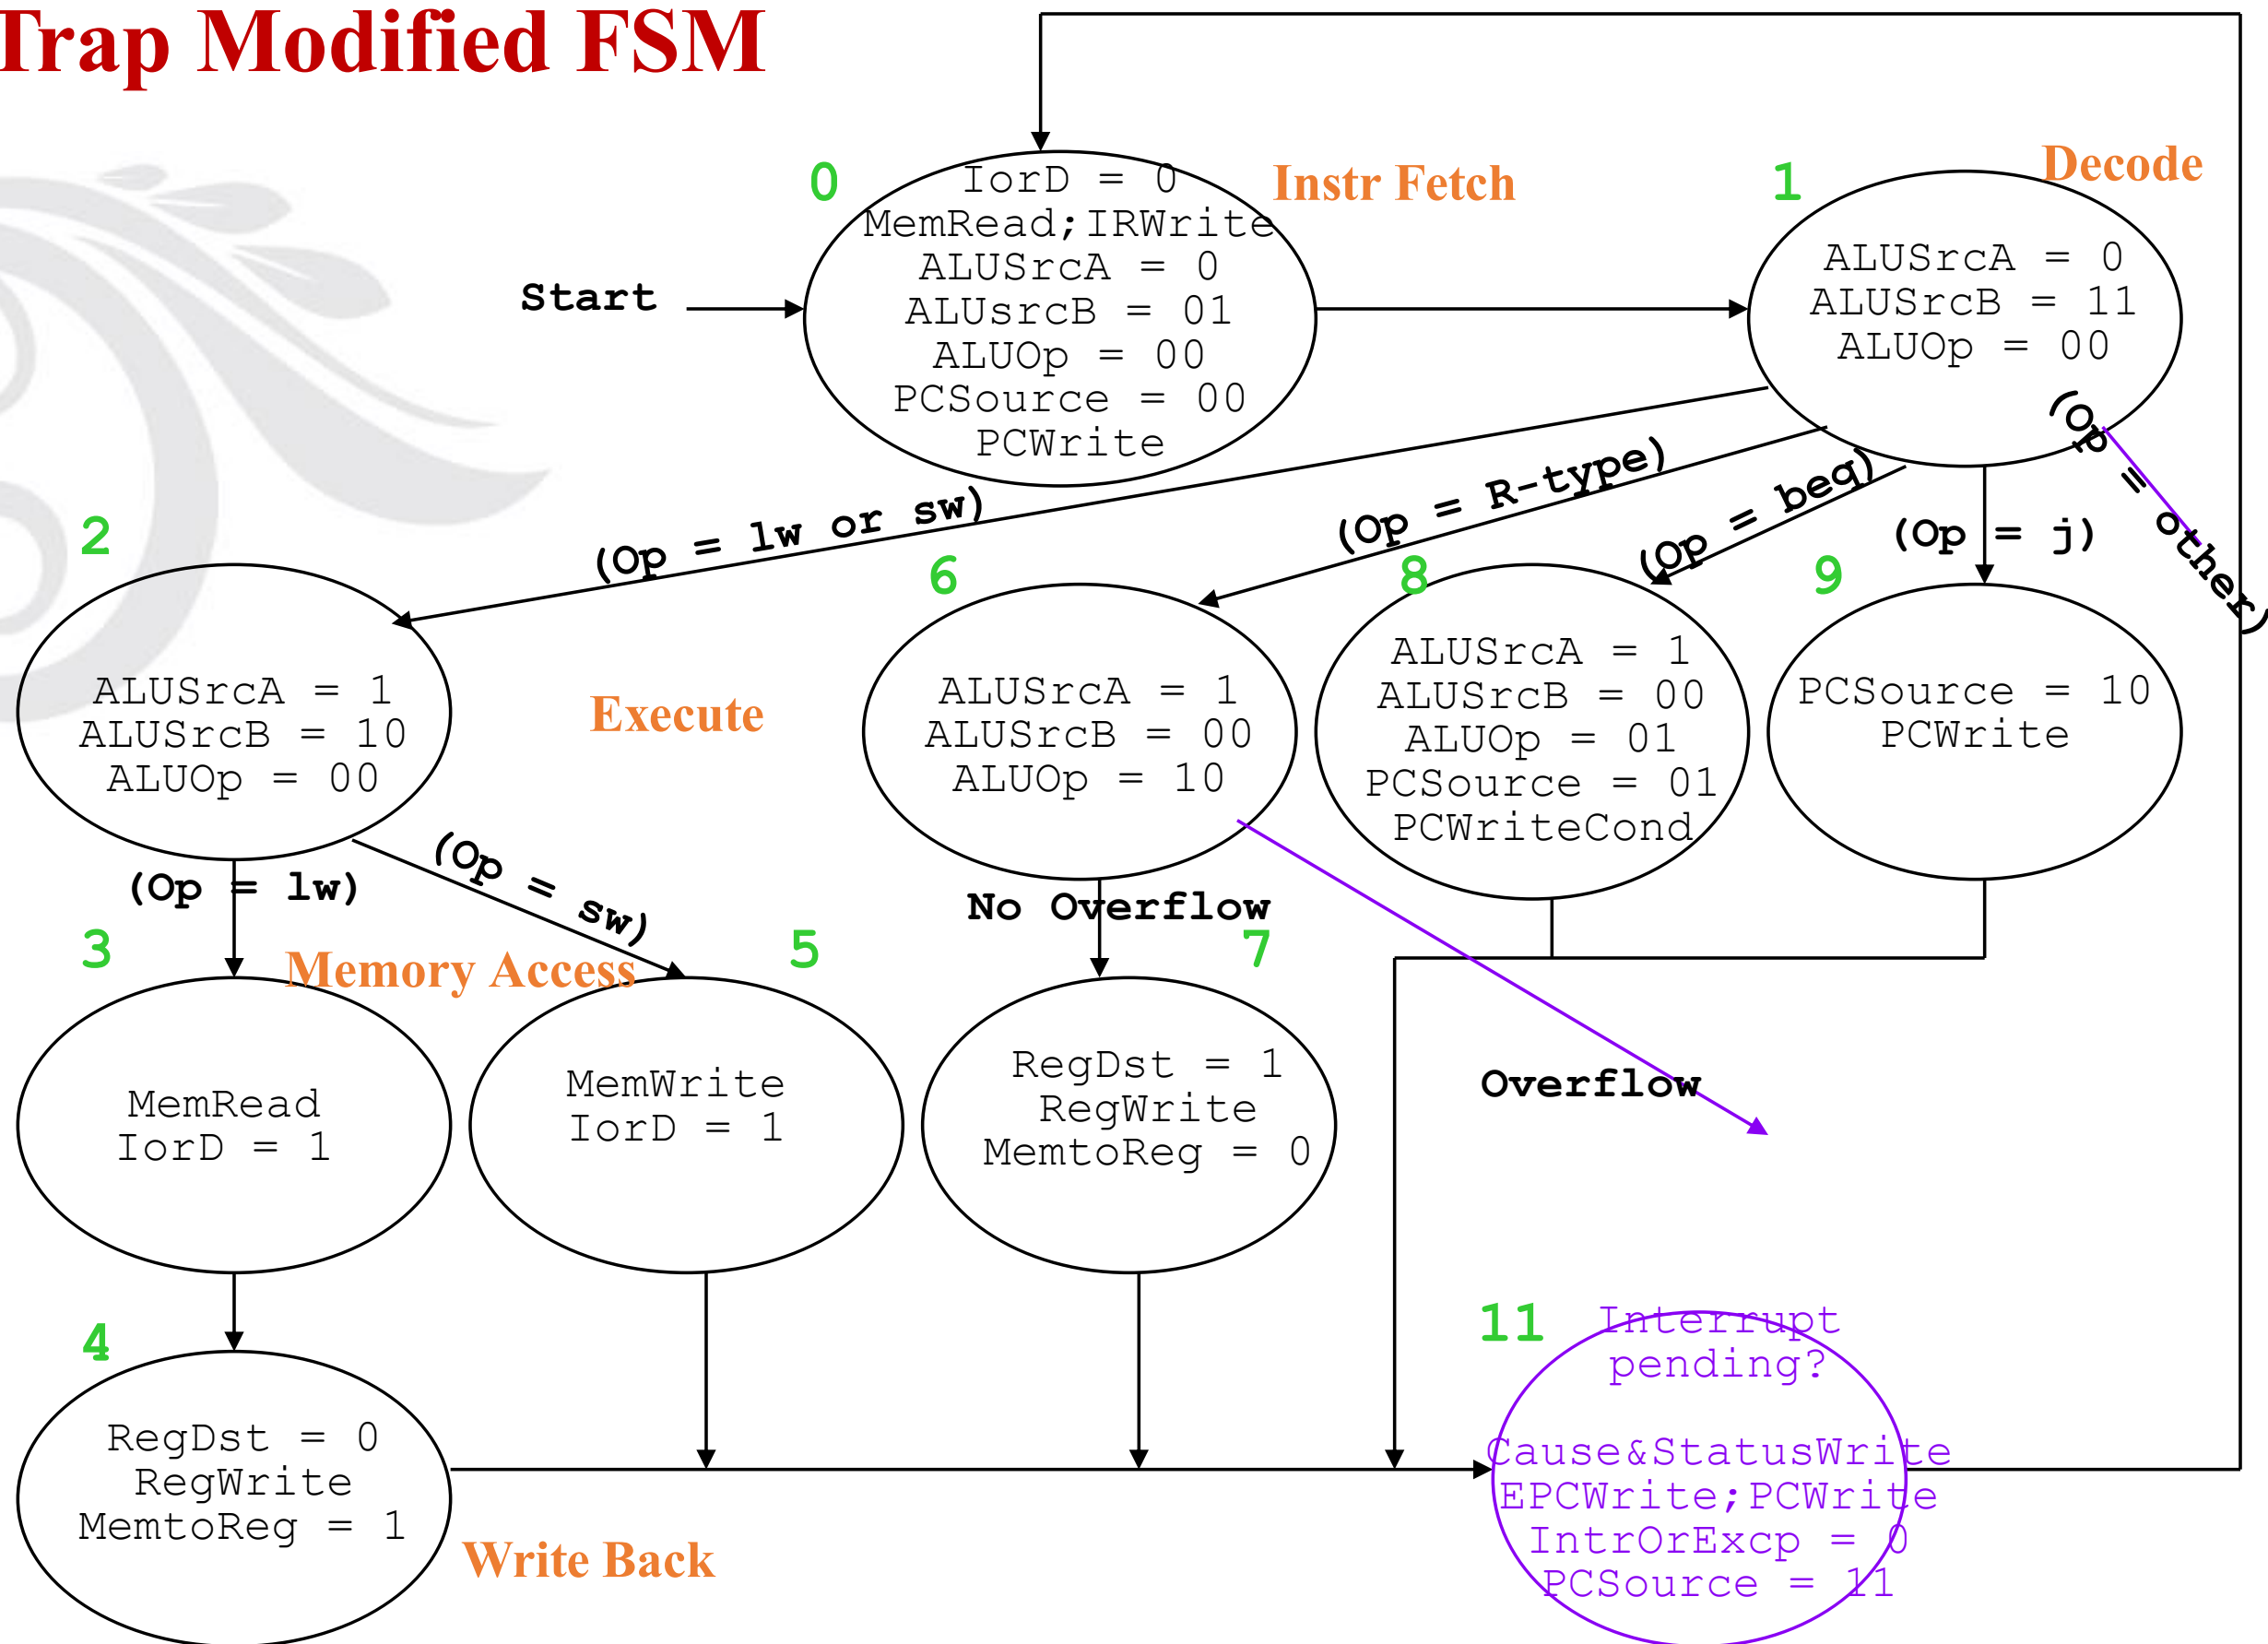 Trap Modified FSM
0
IorD = 0
MemRead;IRWrite
ALUSrcA = 0
ALUsrcB = 01
ALUOp = 00
PCSource = 00
PCWrite
Instr Fetch
Start
1
Decode
ALUSrcA = 0
ALUSrcB = 11
ALUOp = 00
(Op = lw or sw)
(Op = R-type)
(Op = beq)
(Op = j)
(Op = other)
2
ALUSrcA = 1
ALUSrcB = 10
ALUOp = 00
Execute
6
ALUSrcA = 1
ALUSrcB = 00
ALUOp = 10
8
ALUSrcA = 1
ALUSrcB = 00
ALUOp = 01
PCSource = 01
PCWriteCond
9
PCSource = 10
PCWrite
(Op = lw)
(Op = sw)
No Overflow
Overflow
3
Memory Access
MemRead
IorD = 1
5
MemWrite
IorD = 1
7
RegDst = 1
RegWrite
MemtoReg = 0
4
RegDst = 0
RegWrite
MemtoReg = 1
Write Back
11
Interrupt
pending?
Cause&StatusWrite
EPCWrite;PCWrite
IntrOrExcp = 0
PCSource = 11